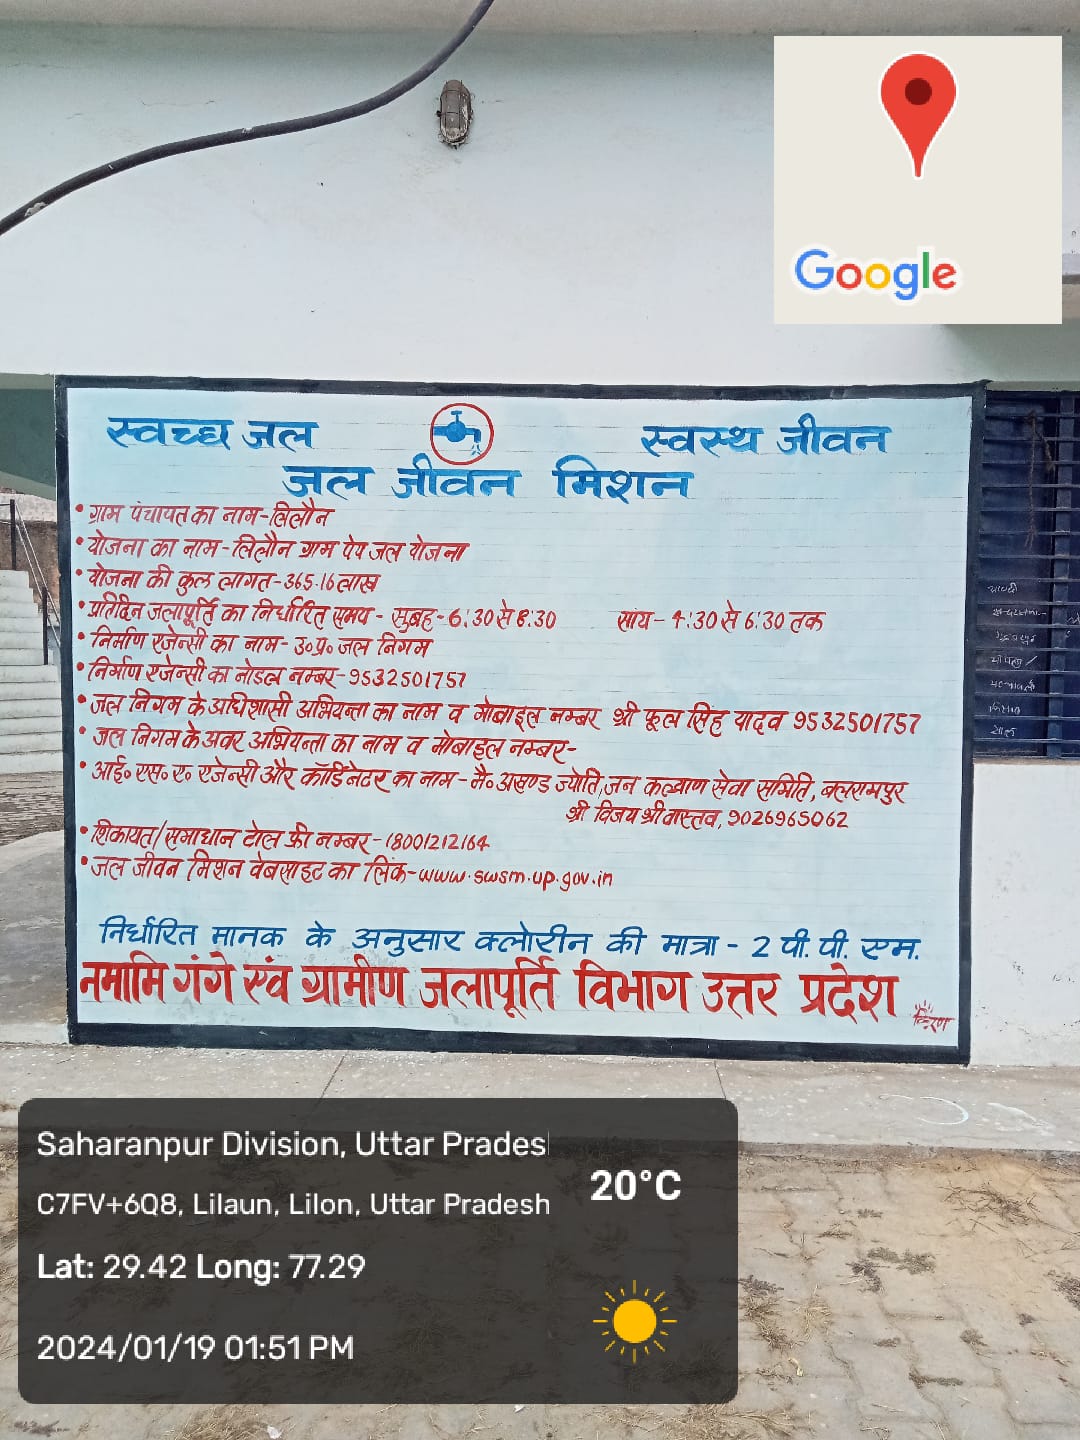 Google
स्वच्छ जल
स्वस्थ जीवन
जल जीवन मिशन
• ग्राम पंचायत का नाम-लिलौन
• योजना का नाम-लिलौन ग्राम पेय जल योजना
• योजना की कुल लागत-365.16 लाख
• प्रतिदिन जलापूर्ति का निर्धारित समय - सुबह-6:30 से 8:30 सांय-4:30 से 6:30 तक
• निर्माण एजेन्सी का नाम-उ०प्र० जल निगम
• निर्माण एजेन्सी का नोडल नम्बर-9532501757
• जल निगम के अधिशासी अभियन्ता का नाम व मोबाइल नम्बर श्री फूल सिंह यादव 9532501757
• जल निगम के अवर अभियन्ता का नाम व मोबाइल नम्बर-
• आई० एस० ए० एजेन्सी और कॉर्डिनेटर का नाम-मै० अखण्ड ज्योति, जन कल्याण सेवा समिति, बलरामपुर
श्री विजय श्रीवास्तव, 9026965062
• शिकायत/समाधान टोल फ्री नम्बर-18001212164
• जल जीवन मिशन वेबसाइट का लिंक-www.swsm.up.gov.in
निर्धारित मानक के अनुसार क्लोरीन की मात्रा - 2 पी. पी. एम.
नमामि गंगे एंव ग्रामीण जलापूर्ति विभाग उत्तर प्रदेश
किरण
Saharanpur Division, Uttar Prades
C7FV+6Q8, Lilaun, Lilon, Uttar Pradesh
20°C
Lat: 29.42 Long: 77.29
2024/01/19 01:51 PM